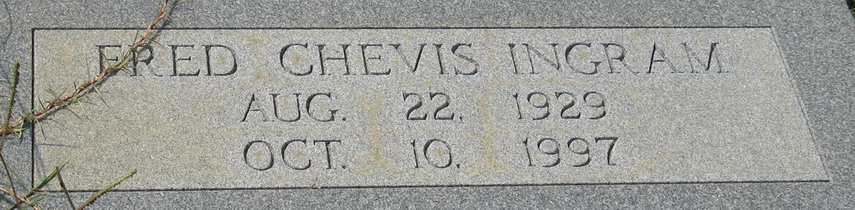 FRED CHEVIS INGRAM
AUG. 22, 1929
OCT. 10, 1997